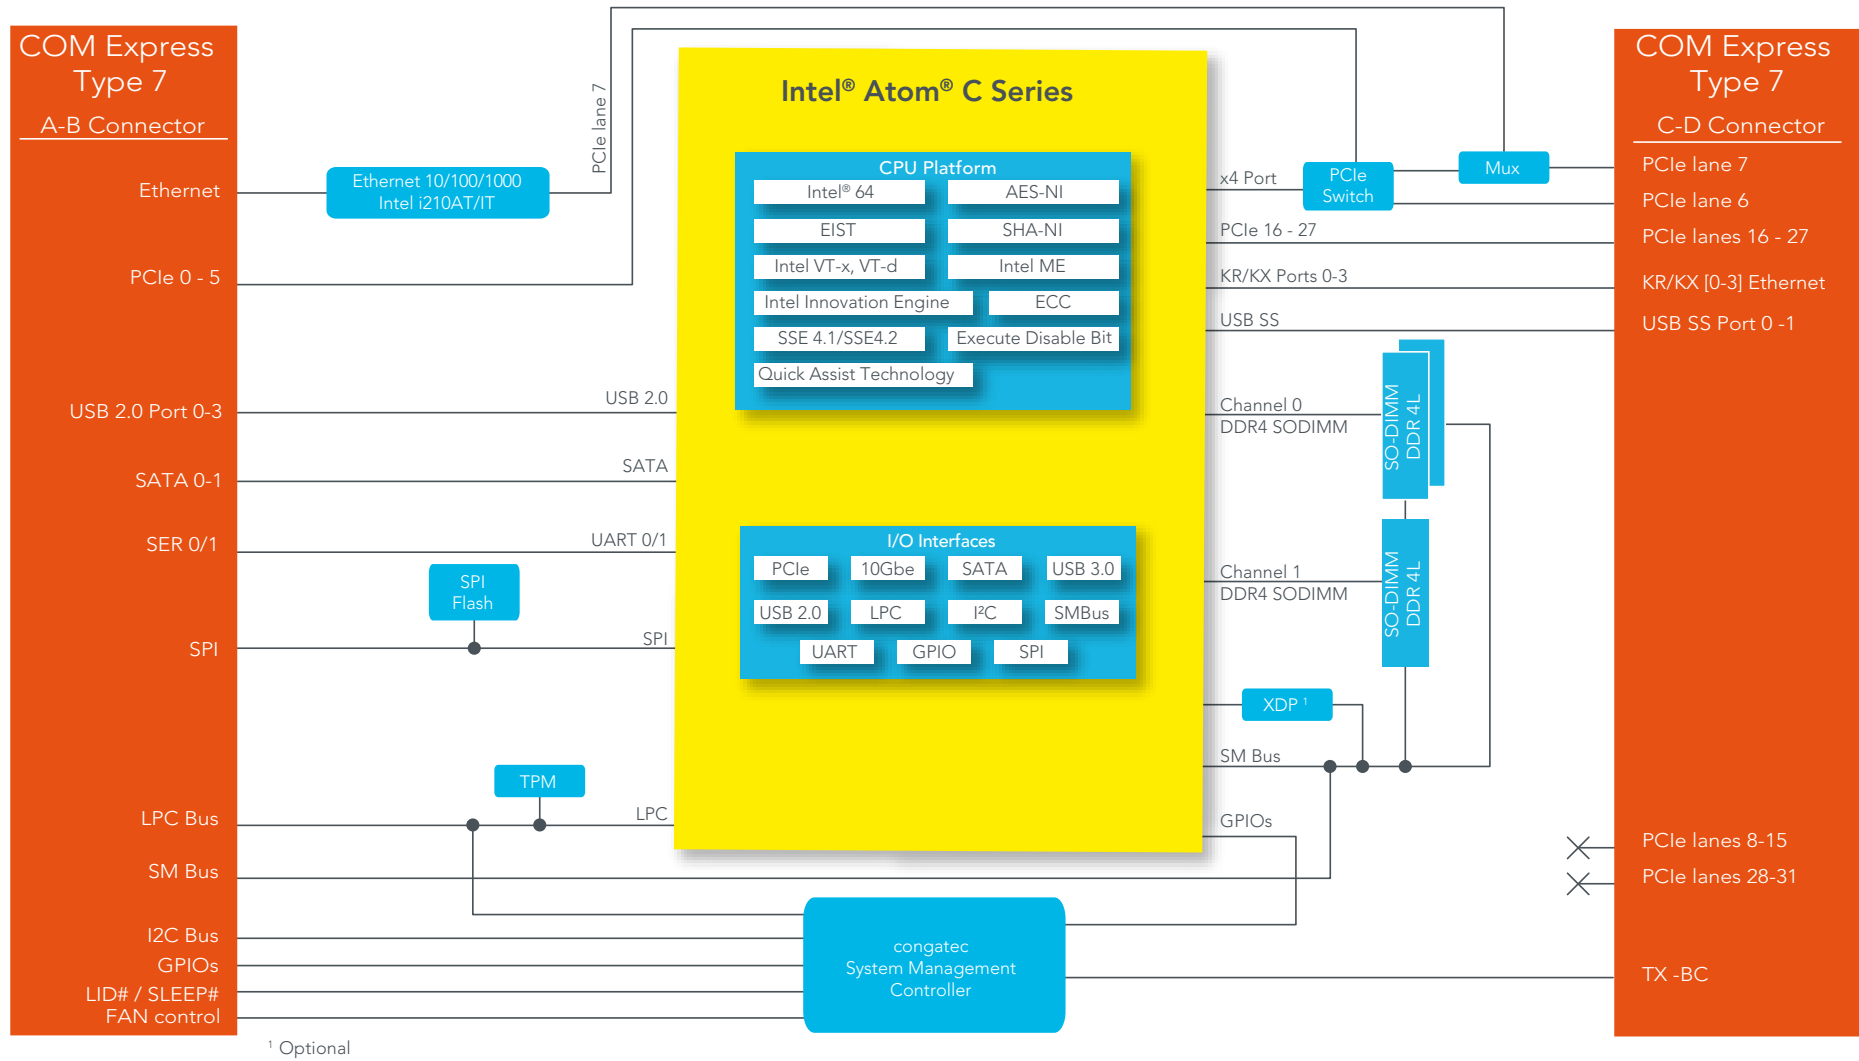 COM Express
Type 7
A-B Connector
Ethernet
PCIe 0 - 5
USB 2.0 Port 0-3
SATA 0-1
SER 0/1
SPI
LPC Bus
SM Bus
I2C Bus
GPIOs
LID# / SLEEP#
FAN control
Ethernet 10/100/1000
Intel i210AT/IT
PCIe lane 7
USB 2.0
SATA
UART 0/1
SPI
Flash
SPI
TPM
LPC
Intel® Atom® C Series
CPU Platform
Intel® 64
AES-NI
EIST
SHA-NI
Intel VT-x, VT-d
Intel ME
Intel Innovation Engine
ECC
SSE 4.1/SSE4.2
Execute Disable Bit
Quick Assist Technology
I/O Interfaces
PCIe
10Gbe
SATA
USB 3.0
USB 2.0
LPC
I²C
SMBus
UART
GPIO
SPI
congatec
System Management
Controller
x4 Port
PCIe
Switch
Mux
PCIe 16 - 27
KR/KX Ports 0-3
USB SS
Channel 0
DDR4 SODIMM
SO-DIMM
DDR 4L
Channel 1
DDR4 SODIMM
SO-DIMM
DDR 4L
XDP ¹
SM Bus
GPIOs
COM Express
Type 7
C-D Connector
PCIe lane 7
PCIe lane 6
PCIe lanes 16 - 27
KR/KX [0-3] Ethernet
USB SS Port 0 -1
PCIe lanes 8-15
PCIe lanes 28-31
TX -BC
¹ Optional